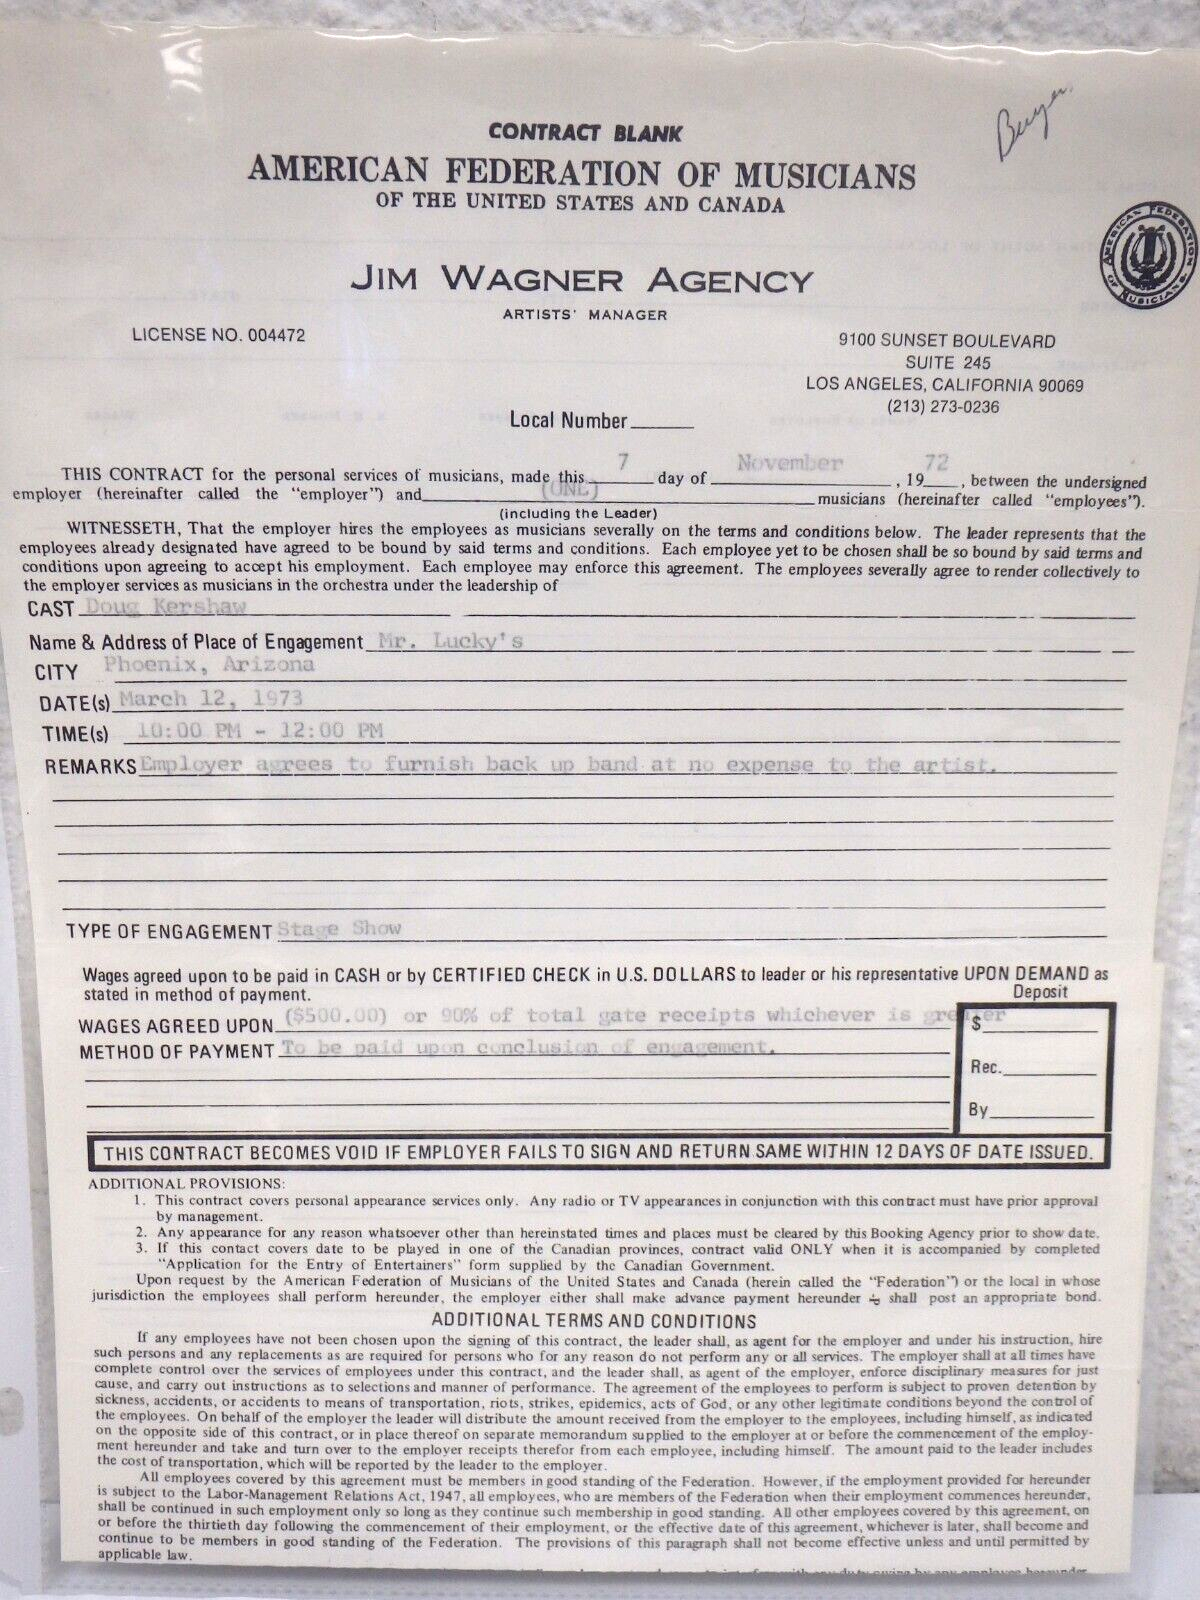 Buyer
CONTRACT BLANK
AMERICAN FEDERATION OF MUSICIANS
OF THE UNITED STATES AND CANADA
AMERICAN FEDERATION OF MUSICIANS
JIM WAGNER AGENCY
ARTISTS' MANAGER
LICENSE NO. 004472
9100 SUNSET BOULEVARD
SUITE 245
LOS ANGELES, CALIFORNIA 90069
(213) 273-0236
Local Number
THIS CONTRACT for the personal services of musicians, made this 7 day of November, 1972, between the undersigned
employer (hereinafter called the "employer") and (ONE) musicians (hereinafter called "employees").
(including the Leader)
WITNESSETH, That the employer hires the employees as musicians severally on the terms and conditions below. The leader represents that the
employees already designated have agreed to be bound by said terms and conditions. Each employee yet to be chosen shall be so bound by said terms and
conditions upon agreeing to accept his employment. Each employee may enforce this agreement. The employees severally agree to render collectively to
the employer services as musicians in the orchestra under the leadership of
CAST Doug Kershaw
Name & Address of Place of Engagement Mr. Lucky's
CITY Phoenix, Arizona
DATE(s) March 12, 1973
TIME(s) 10:00 PM - 12:00 PM
REMARKS Employer agrees to furnish back up band at no expense to the artist.
TYPE OF ENGAGEMENT Stage Show
Wages agreed upon to be paid in CASH or by CERTIFIED CHECK in U.S. DOLLARS to leader or his representative UPON DEMAND as
stated in method of payment.
Deposit
WAGES AGREED UPON ($500.00) or 90% of total gate receipts whichever is greater
$
METHOD OF PAYMENT To be paid upon conclusion of engagement.
Rec.
By
THIS CONTRACT BECOMES VOID IF EMPLOYER FAILS TO SIGN AND RETURN SAME WITHIN 12 DAYS OF DATE ISSUED.
ADDITIONAL PROVISIONS:
1. This contract covers personal appearance services only. Any radio or TV appearances in conjunction with this contract must have prior approval
by management.
2. Any appearance for any reason whatsoever other than hereinstated times and places must be cleared by this Booking Agency prior to show date.
3. If this contact covers date to be played in one of the Canadian provinces, contract valid ONLY when it is accompanied by completed
"Application for the Entry of Entertainers" form supplied by the Canadian Government.
Upon request by the American Federation of Musicians of the United States and Canada (herein called the "Federation") or the local in whose
jurisdiction the employees shall perform hereunder, the employer either shall make advance payment hereunder shall post an appropriate bond.
ADDITIONAL TERMS AND CONDITIONS
If any employees have not been chosen upon the signing of this contract, the leader shall, as agent for the employer and under his instruction, hire
such persons and any replacements as are required for persons who for any reason do not perform any or all services. The employer shall at all times have
complete control over the services of employees under this contract, and the leader shall, as agent of the employer, enforce disciplinary measures for just
cause, and carry out instructions as to selections and manner of performance. The agreement of the employees to perform is subject to proven detention by
sickness, accidents, or accidents to means of transportation, riots, strikes, epidemics, acts of God, or any other legitimate conditions beyond the control of
the employees. On behalf of the employer the leader will distribute the amount received from the employer to the employees, including himself, as indicated
on the opposite side of this contract, or in place thereof on separate memorandum supplied to the employer at or before the commencement of the employ-
ment hereunder and take and turn over to the employer receipts therefor from each employee, including himself. The amount paid to the leader includes
the cost of transportation, which will be reported by the leader to the employer.
All employees covered by this agreement must be members in good standing of the Federation. However, if the employment provided for hereunder
is subject to the Labor-Management Relations Act, 1947, all employees, who are members of the Federation when their employment commences hereunder,
shall be continued in such employment only so long as they continue such membership in good standing. All other employees covered by this agreement, on
or before the thirtieth day following the commencement of their employment, or the effective date of this agreement, whichever is later, shall become and
continue to be members in good standing of the Federation. The provisions of this paragraph shall not become effective unless and until permitted by
applicable law.